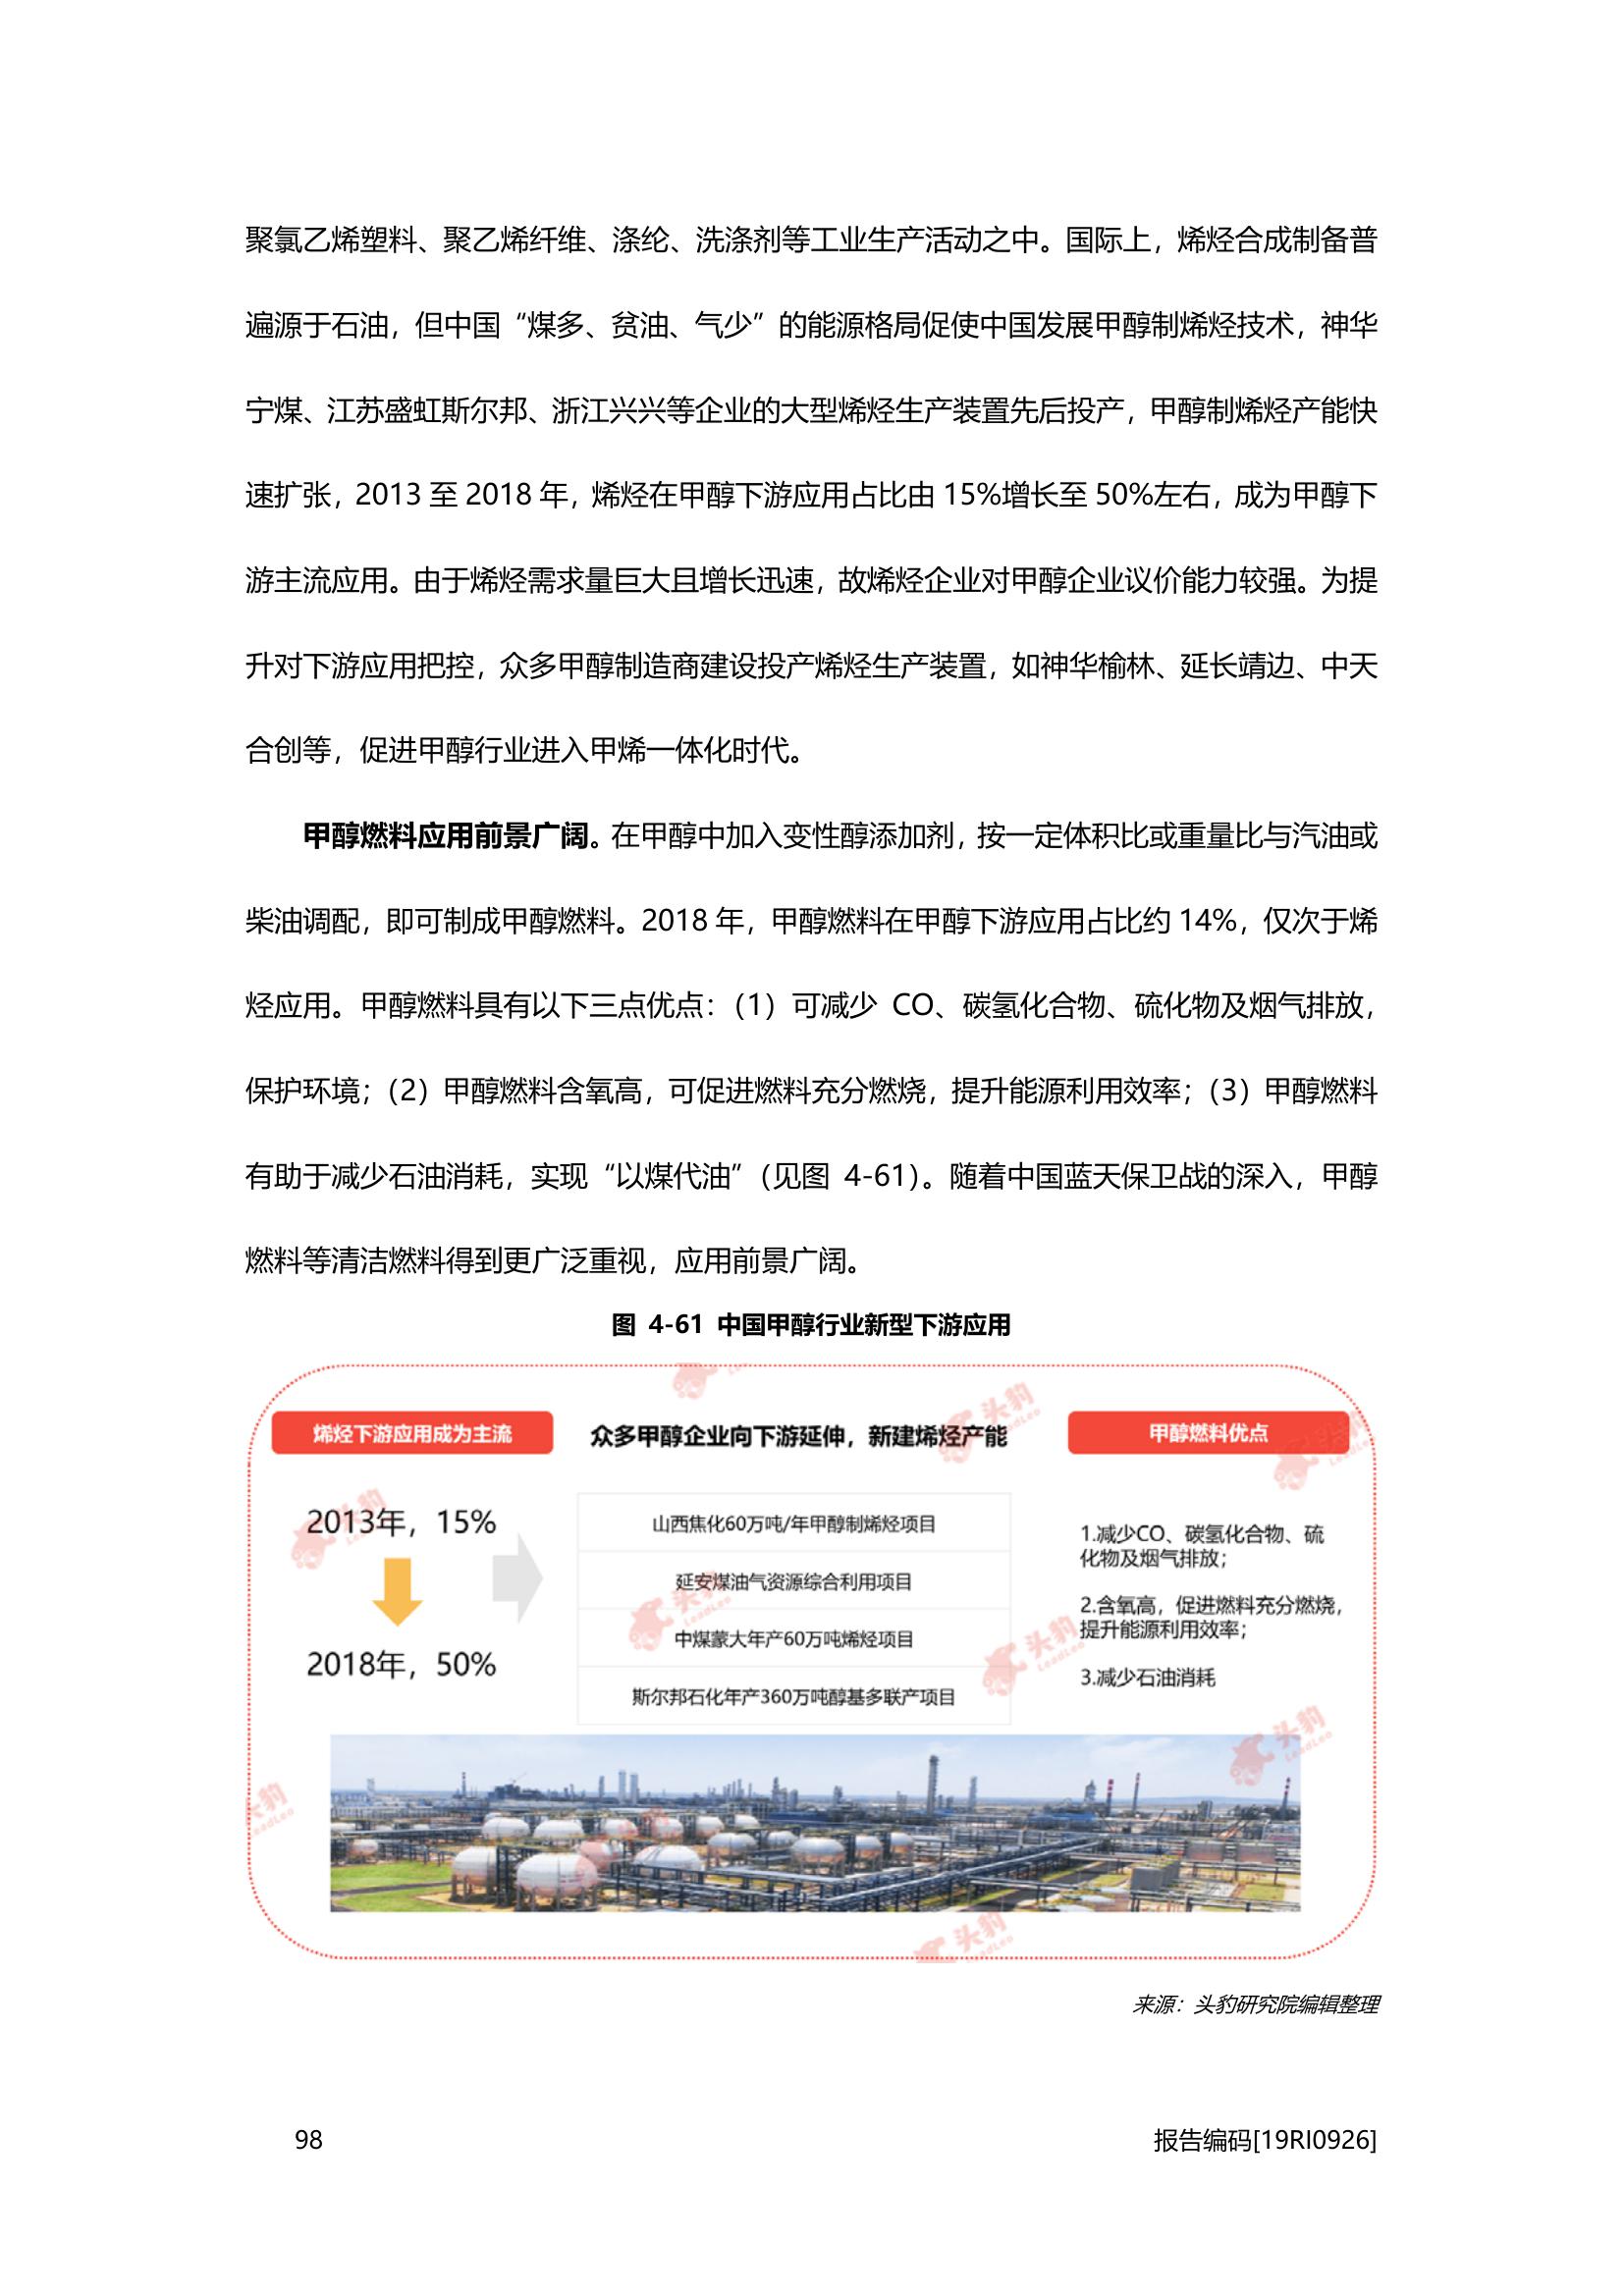 聚氯乙烯塑料、聚乙烯纤维、涤纶、洗涤剂等工业生产活动之中。国际上，烯烃合成制备普
遍源于石油，但中国“煤多、贫油、气少”的能源格局促使中国发展甲醇制烯烃技术，神华
宁煤、江苏盛虹斯尔邦、浙江兴兴等企业的大型烯烃生产装置先后投产，甲醇制烯烃产能快
速扩张，2013 至 2018 年，烯烃在甲醇下游应用占比由 15%增长至 50%左右，成为甲醇下
游主流应用。由于烯烃需求量巨大且增长迅速，故烯烃企业对甲醇企业议价能力较强。为提
升对下游应用把控，众多甲醇制造商建设投产烯烃生产装置，如神华榆林、延长靖边、中天
合创等，促进甲醇行业进入甲烯一体化时代。
甲醇燃料应用前景广阔。在甲醇中加入变性醇添加剂，按一定体积比或重量比与汽油或
柴油调配，即可制成甲醇燃料。2018 年，甲醇燃料在甲醇下游应用占比约 14%，仅次于烯
烃应用。甲醇燃料具有以下三点优点：（1）可减少 CO、碳氢化合物、硫化物及烟气排放，
保护环境；（2）甲醇燃料含氧高，可促进燃料充分燃烧，提升能源利用效率；（3）甲醇燃料
有助于减少石油消耗，实现“以煤代油”（见图 4-61）。随着中国蓝天保卫战的深入，甲醇
燃料等清洁燃料得到更广泛重视，应用前景广阔。
图 4-61 中国甲醇行业新型下游应用
烯烃下游应用成为主流
2013年，15%
2018年，50%
众多甲醇企业向下游延伸，新建烯烃产能
山西焦化60万吨/年甲醇制烯烃项目
延安煤油气资源综合利用项目
中煤蒙大年产60万吨烯烃项目
斯尔邦石化年产360万吨醇基多联产项目
甲醇燃料优点
1.减少CO、碳氢化合物、硫
化物及烟气排放；
2.含氧高，促进燃料充分燃烧，
提升能源利用效率；
3.减少石油消耗
头豹
LeadLeo
来源：头豹研究院编辑整理
98
报告编码[19RI0926]